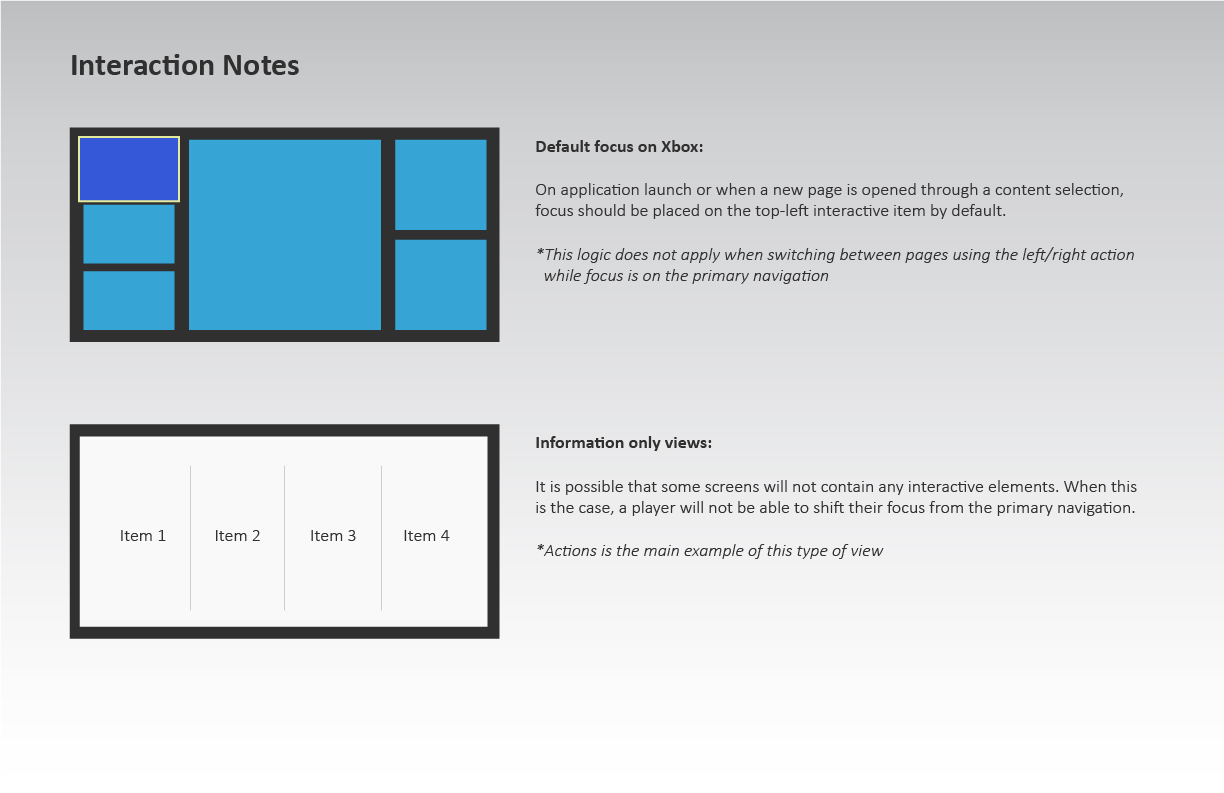 Interaction Notes
Default focus on Xbox:
On application launch or when a new page is opened through a content selection,
focus should be placed on the top-left interactive item by default.
*This logic does not apply when switching between pages using the left/right action
while focus is on the primary navigation
Item 1 Item 2 Item 3 Item 4
Information only views:
It is possible that some screens will not contain any interactive elements. When this
is the case, a player will not be able to shift their focus from the primary navigation.
*Actions is the main example of this type of view